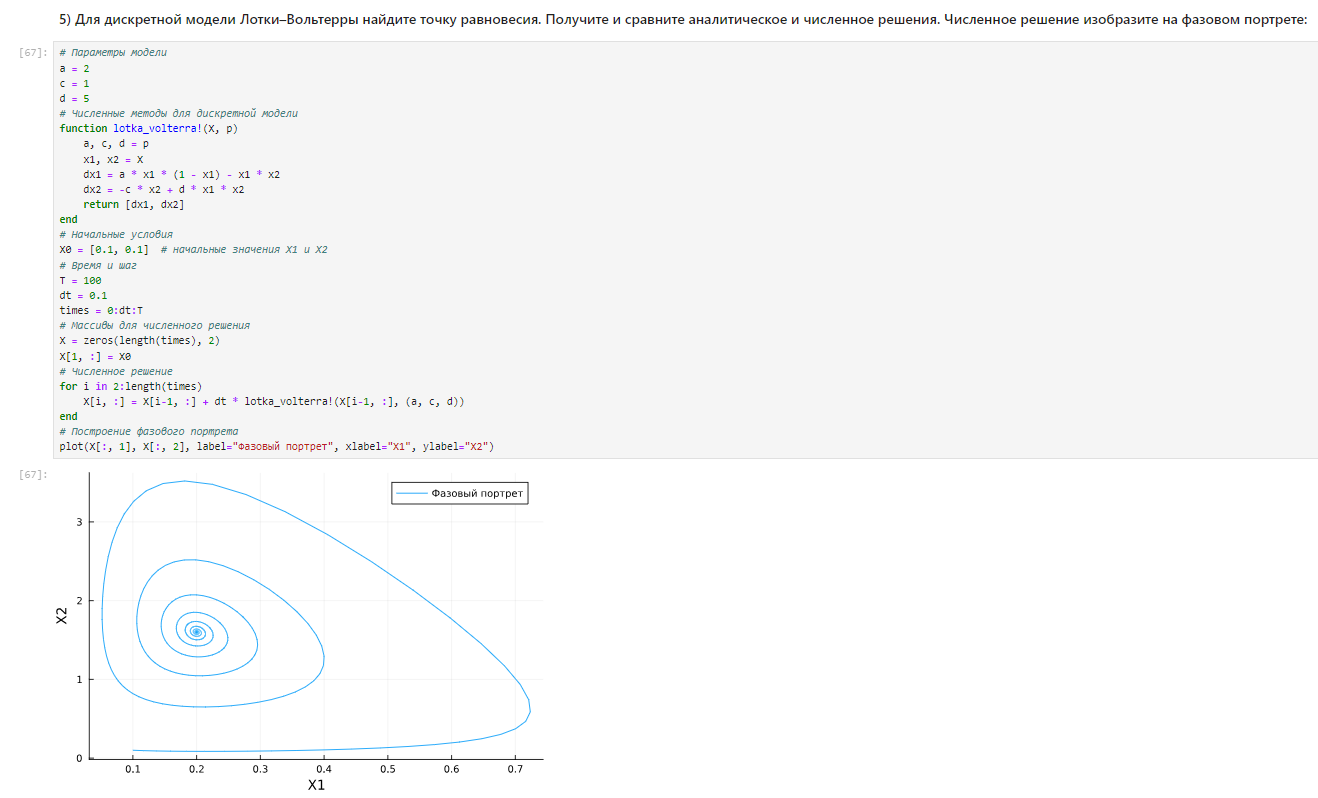 5) Для дискретной модели Лотки–Вольтерры найдите точку равновесия. Получите и сравните аналитическое и численное решения. Численное решение изобразите на фазовом портрете:
[67]:
# Параметры модели
a = 2
c = 1
d = 5
# Численные методы для дискретной модели
function lotka_volterra!(X, p)
    a, c, d = p
    x1, x2 = X
    dx1 = a * x1 * (1 - x1) - x1 * x2
    dx2 = -c * x2 + d * x1 * x2
    return [dx1, dx2]
end
# Начальные условия
X0 = [0.1, 0.1]  # начальные значения X1 и X2
# Время и шаг
T = 100
dt = 0.1
times = 0:dt:T
# Массивы для численного решения
X = zeros(length(times), 2)
X[1, :] = X0
# Численное решение
for i in 2:length(times)
    X[i, :] = X[i-1, :] + dt * lotka_volterra!(X[i-1, :], (a, c, d))
end
# Построение фазового портрета
plot(X[:, 1], X[:, 2], label="Фазовый портрет", xlabel="X1", ylabel="X2")
[67]:
Фазовый портрет
3
2
X2
1
0
0.1 0.2 0.3 0.4 0.5 0.6 0.7
X1